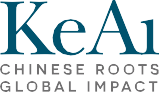 KeAi
CHINESE ROOTS
GLOBAL IMPACT